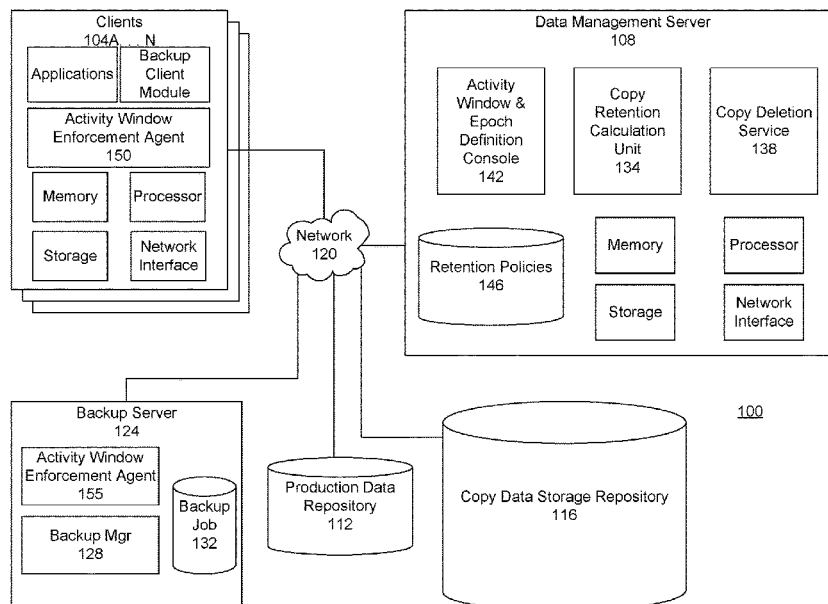 Clients
104A . . . N
Applications
Backup
Client
Module
Activity Window
Enforcement Agent
150
Memory
Processor
Storage
Network
Interface
Data Management Server
108
Activity
Window &
Epoch
Definition
Console
142
Copy
Retention
Calculation
Unit
134
Copy Deletion
Service
138
Retention Policies
146
Memory
Processor
Storage
Network
Interface
Network
120
Backup Server
124
Activity Window
Enforcement Agent
155
Backup Mgr
128
Backup
Job
132
Production Data
Repository
112
Copy Data Storage Repository
116
100